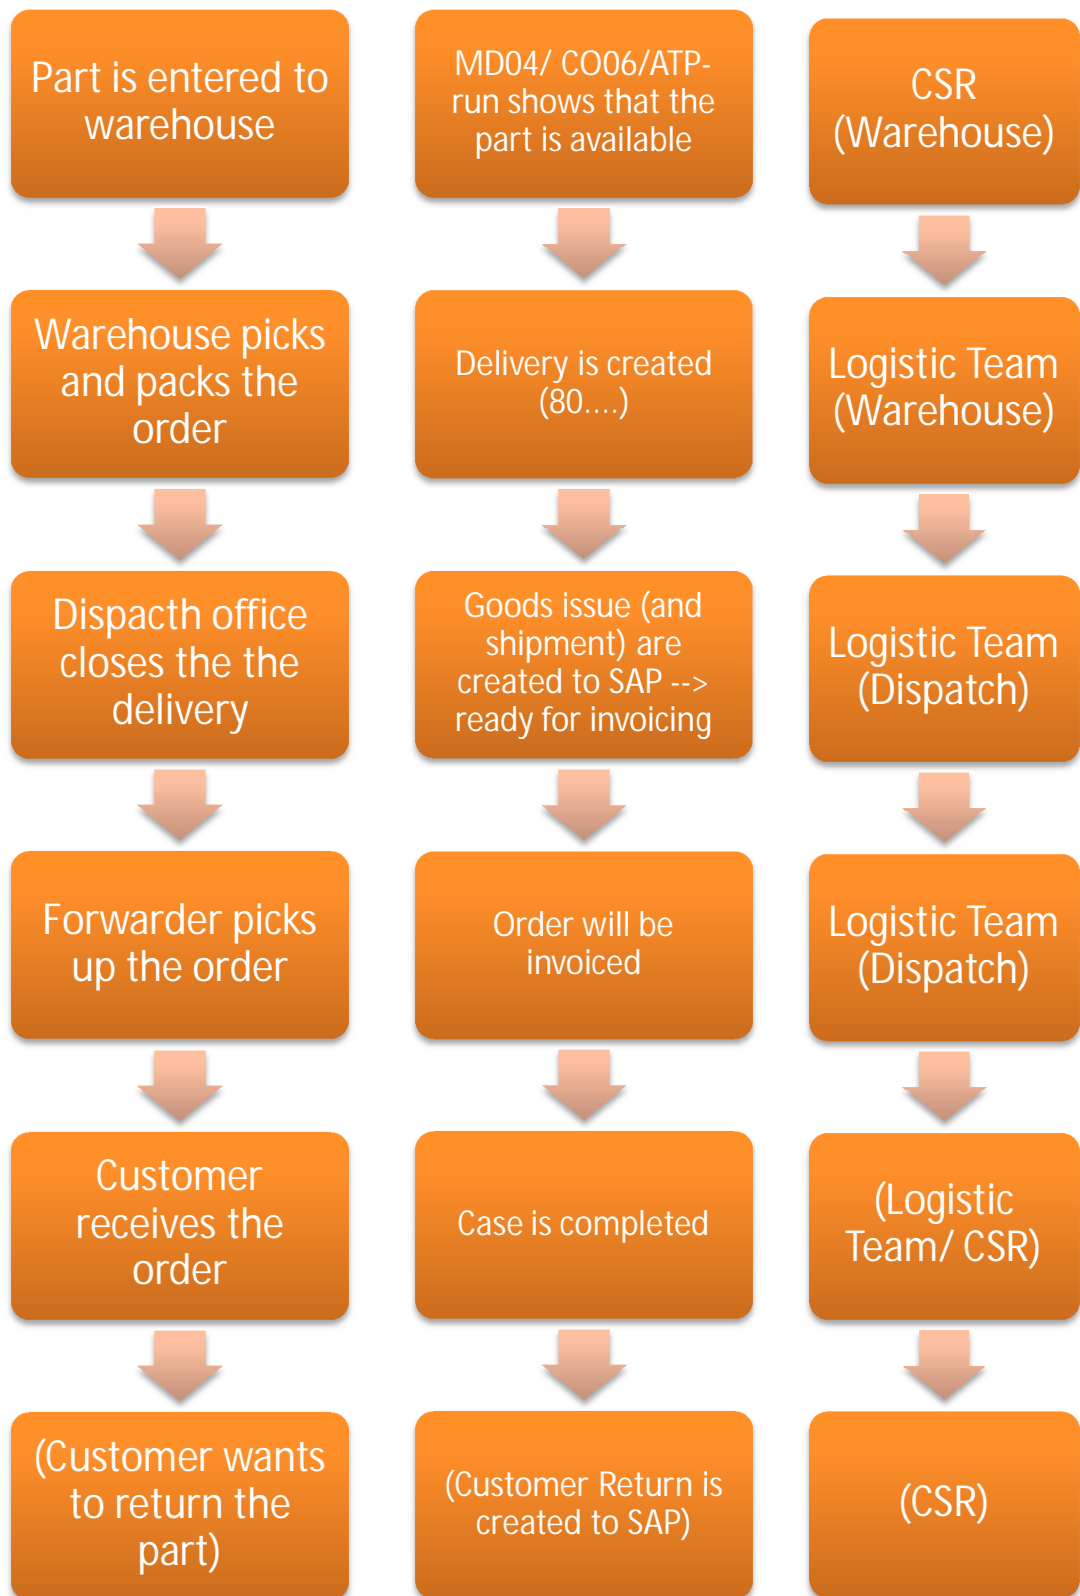 Part is entered to
warehouse
MD04/ CO06/ATP-
run shows that the
part is available
CSR
(Warehouse)
Warehouse picks
and packs the
order
Delivery is created
(80....)
Logistic Team
(Warehouse)
Dispacth office
closes the the
delivery
Goods issue (and
shipment) are
created to SAP -->
ready for invoicing
Logistic Team
(Dispatch)
Forwarder picks
up the order
Order will be
invoiced
Logistic Team
(Dispatch)
Customer
receives the
order
Case is completed
(Logistic
Team/ CSR)
(Customer wants
to return the
part)
(Customer Return is
created to SAP)
(CSR)